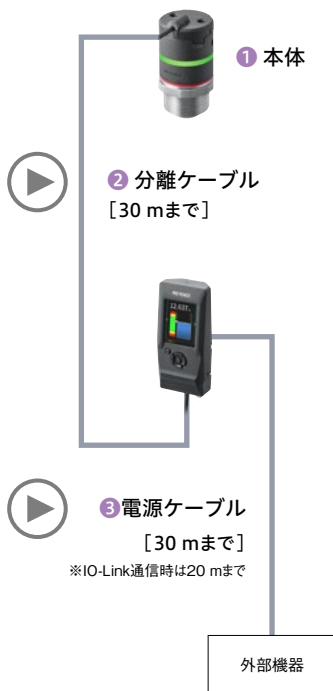 ❶ 本体
❷ 分離ケーブル
[30 mまで]
KEYENCE
❸電源ケーブル
[30 mまで]
※IO-Link通信時は20 mまで
外部機器